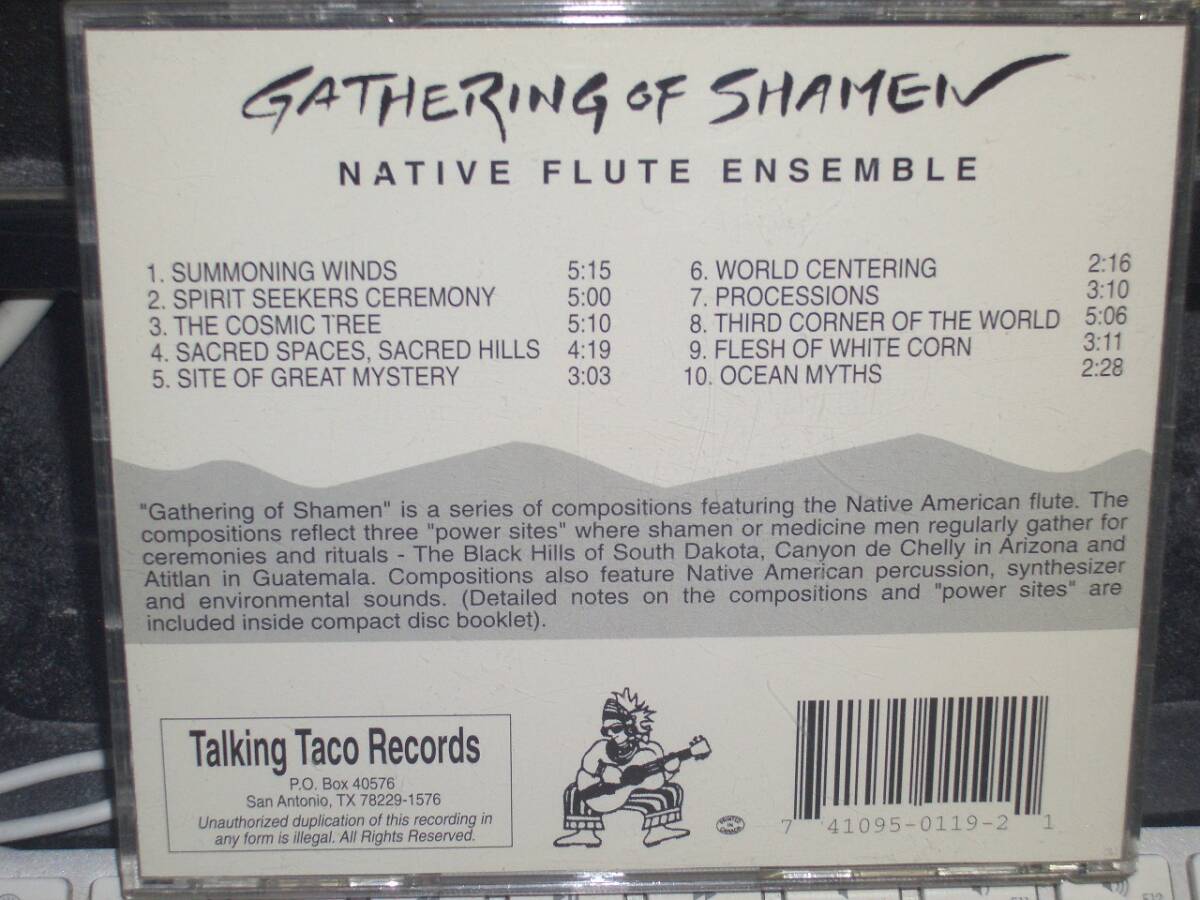 GATHERING OF SHAMEN
NATIVE FLUTE ENSEMBLE
1. SUMMONING WINDS 5:15
2. SPIRIT SEEKERS CEREMONY 5:00
3. THE COSMIC TREE 5:10
4. SACRED SPACES, SACRED HILLS 4:19
5. SITE OF GREAT MYSTERY 3:03
6. WORLD CENTERING 2:16
7. PROCESSIONS 3:10
8. THIRD CORNER OF THE WORLD 5:06
9. FLESH OF WHITE CORN 3:11
10. OCEAN MYTHS 2:28
"Gathering of Shamen" is a series of compositions featuring the Native American flute. The
compositions reflect three "power sites" where shamen or medicine men regularly gather for
ceremonies and rituals - The Black Hills of South Dakota, Canyon de Chelly in Arizona and
Atitlan in Guatemala. Compositions also feature Native American percussion, synthesizer
and environmental sounds. (Detailed notes on the compositions and "power sites" are
included inside compact disc booklet).
Talking Taco Records
P.O. Box 40576
San Antonio, TX 78229-1576
Unauthorized duplication of this recording in
any form is illegal. All Rights Reserved.
PRINTED
IN
CANADA
7 41095-0119-2 1